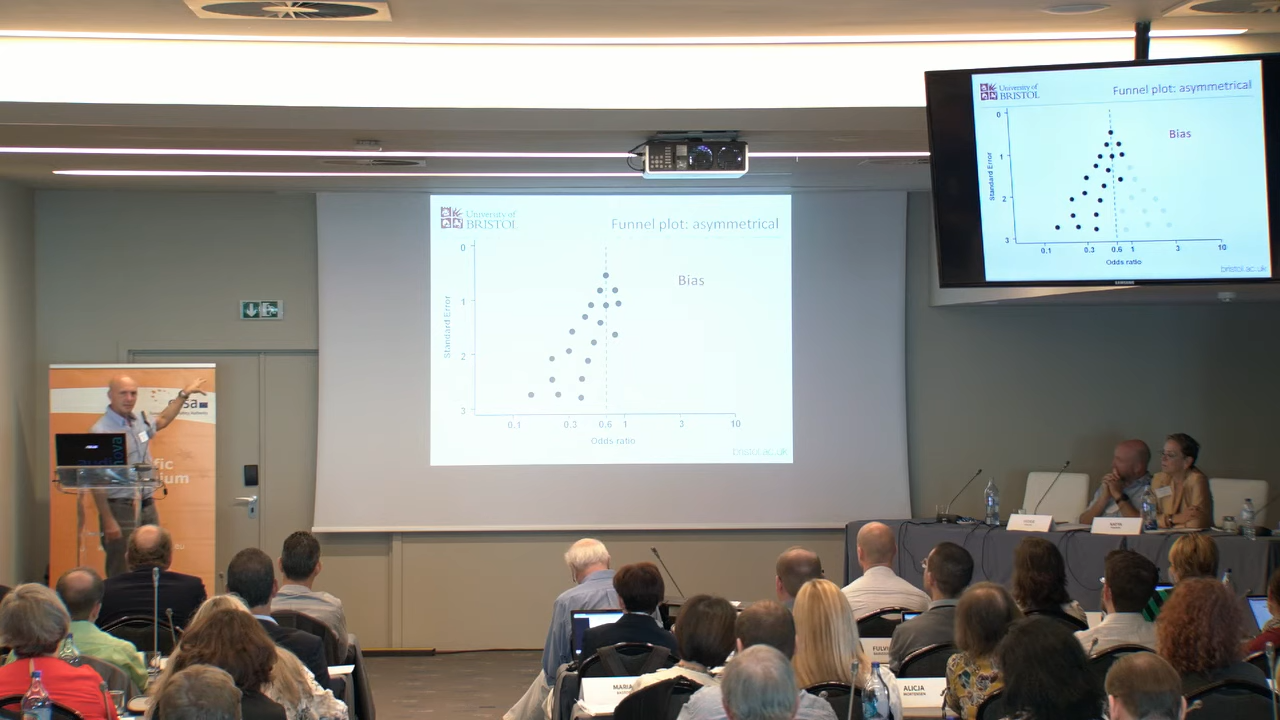 University of
BRISTOL
Funnel plot: asymmetrical
Bias
Standard Error
0
1
2
3
0.1
0.3
0.6
1
3
10
Odds ratio
bristol.ac.uk
University of
BRISTOL
Funnel plot: asymmetrical
Bias
Standard Error
0
1
2
3
0.1
0.3
0.6
1
3
10
Odds ratio
bristol.ac.uk
SAMSUNG
MARIA
ALICJA